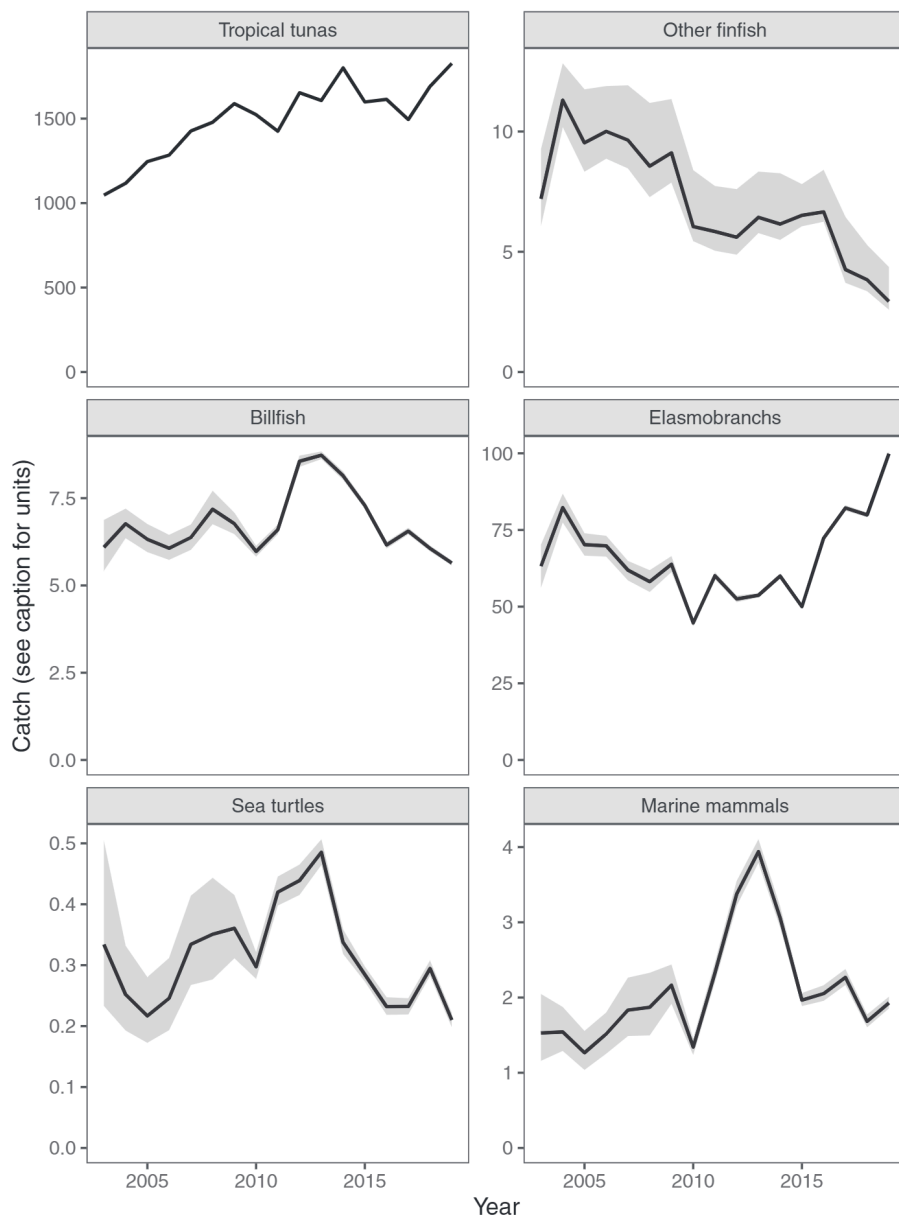 Tropical tunas
Other finfish
1500
1000
500
0
10
5
0
Billfish
Elasmobranchs
7.5
5.0
2.5
0.0
100
75
50
25
0
Catch (see caption for units)
Sea turtles
Marine mammals
0.5
0.4
0.3
0.2
0.1
0.0
4
3
2
1
0
2005 2010 2015
2005 2010 2015
Year